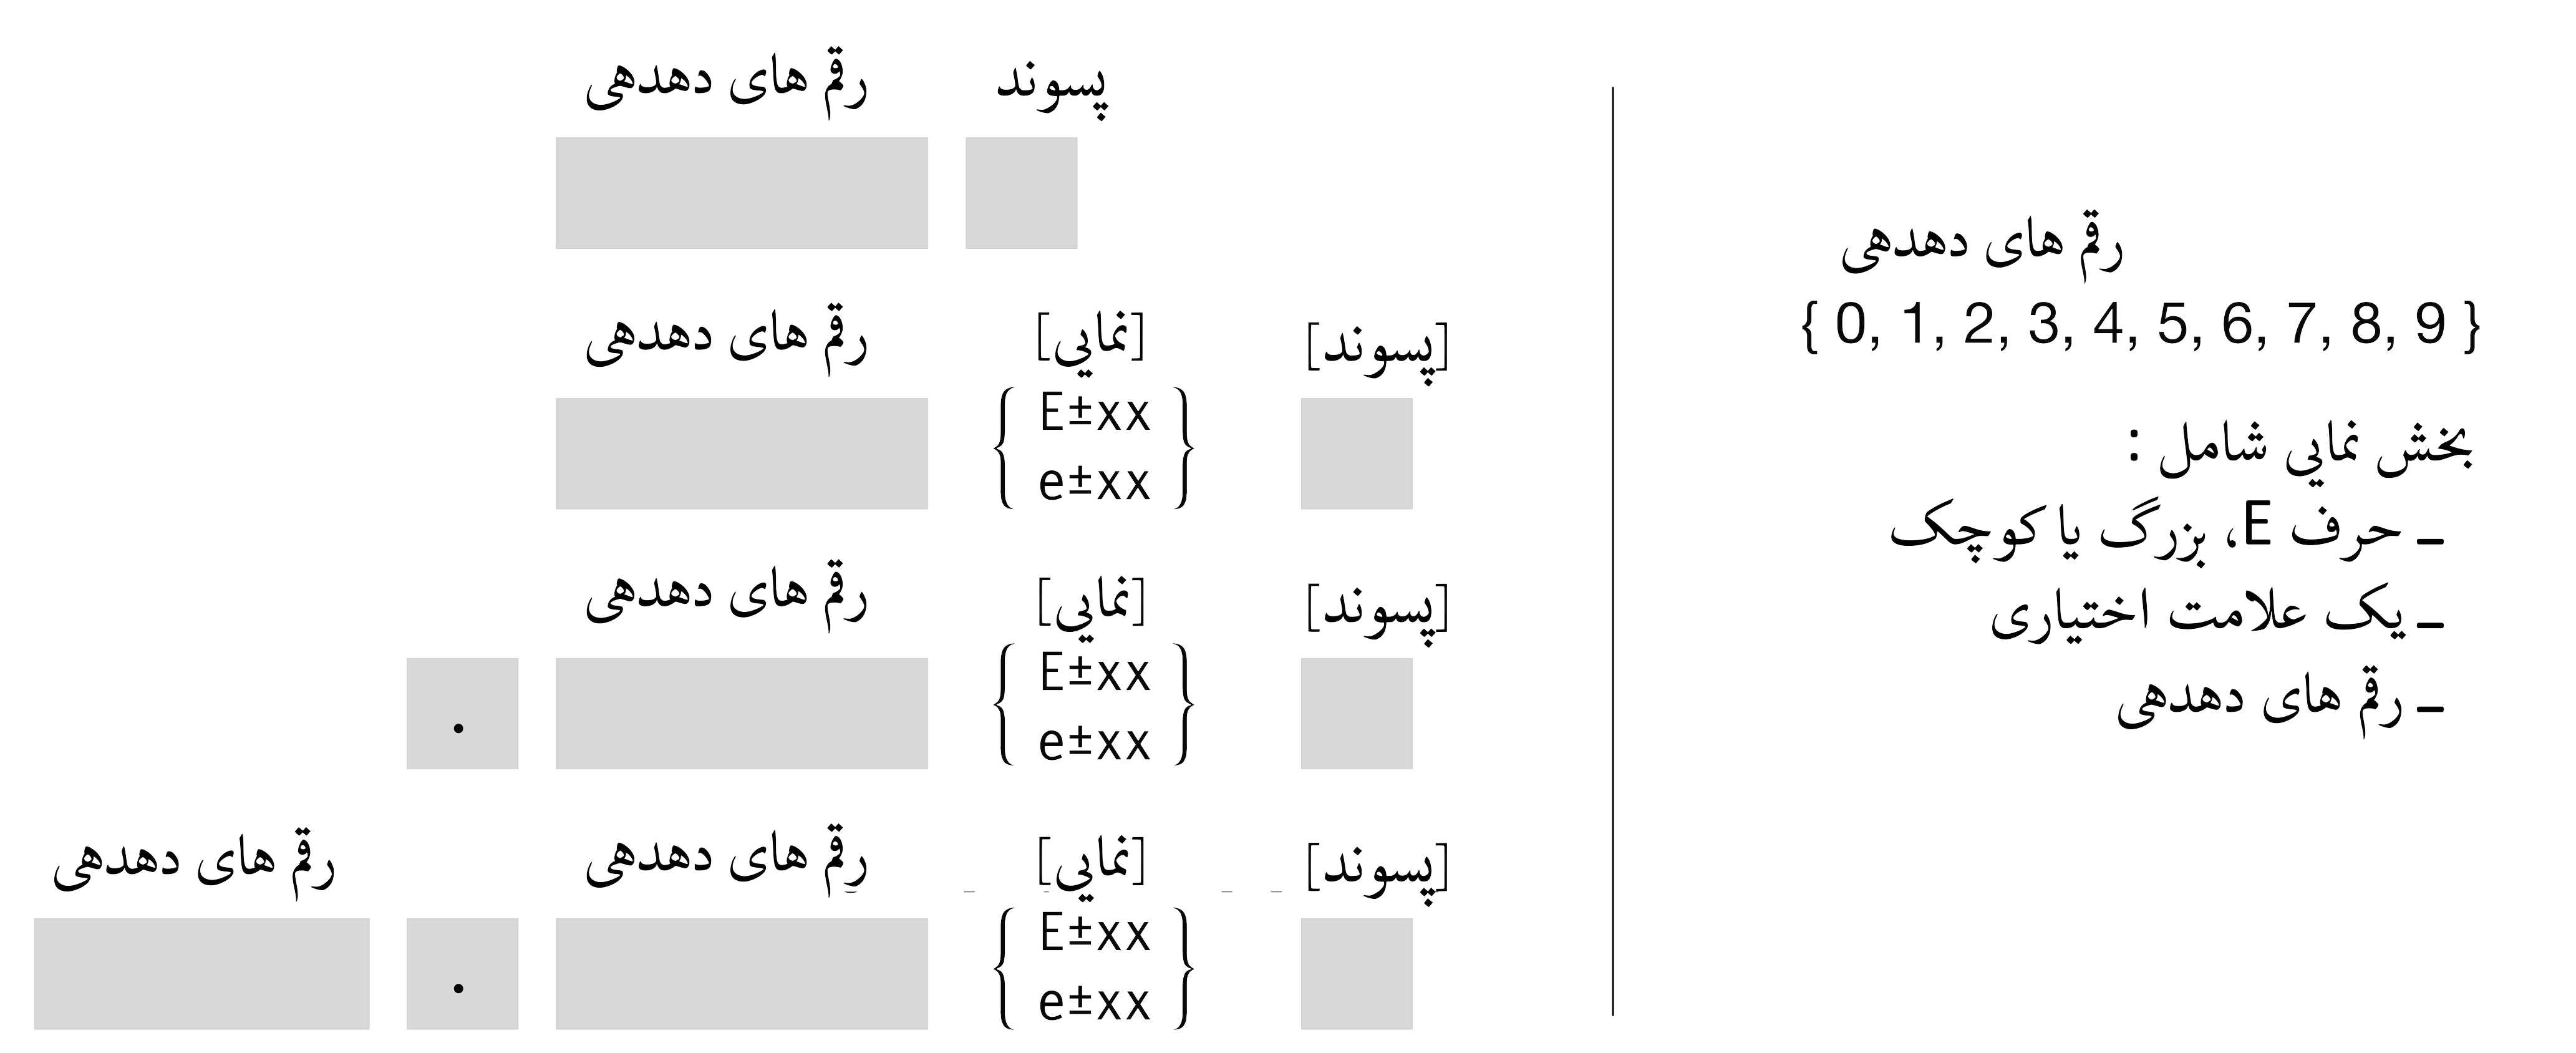 رقم های دهدهی پسوند
رقم های دهدهی [نمایی] [پسوند]
E±xx
e±xx
رقم های دهدهی [نمایی] [پسوند]
E±xx
. e±xx
رقم های دهدهی رقم های دهدهی [نمایی] [پسوند]
E±xx
. e±xx
رقم های دهدهی
{ 0, 1, 2, 3, 4, 5, 6, 7, 8, 9 }
بخش نمایی شامل :
ـ حرف E، بزرگ یا کوچک
ـ یک علامت اختیاری
ـ رقم های دهدهی